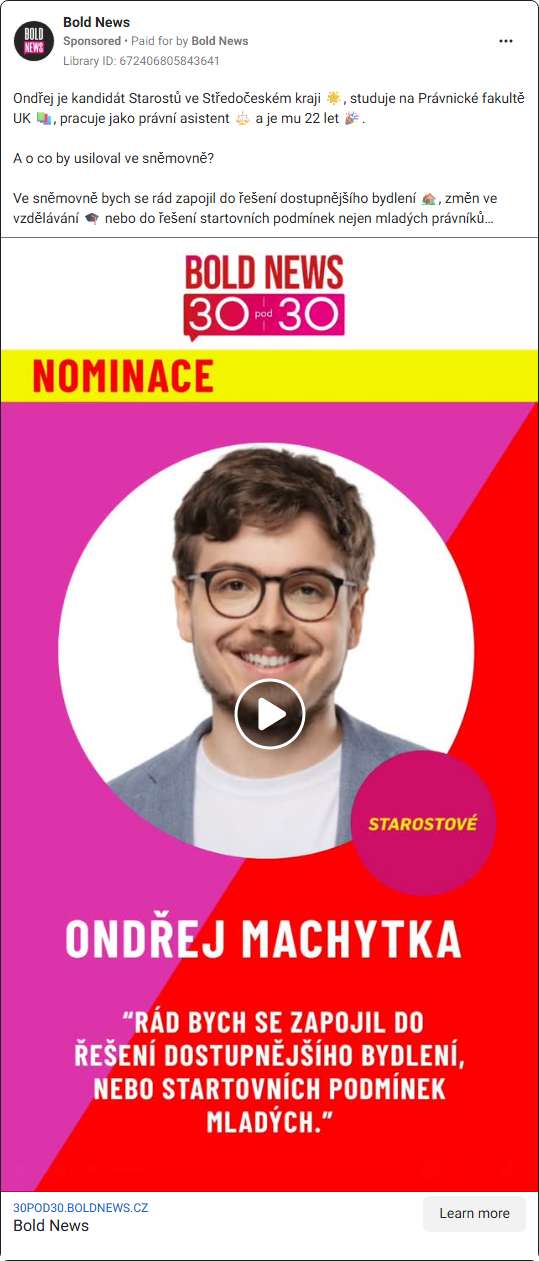 BOLD NEWS
Bold News
Sponsored • Paid for by Bold News
Library ID: 672406805843641
Ondřej je kandidát Starostů ve Středočeském kraji ☀️, studuje na Právnické fakultě
UK 📚, pracuje jako právní asistent ⚖️ a je mu 22 let 🎉.
A o co by usiloval ve sněmovně?
Ve sněmovně bych se rád zapojil do řešení dostupnějšího bydlení 🏠, změn ve
vzdělávání 🎓 nebo do řešení startovních podmínek nejen mladých právníků...
BOLD NEWS
30 pod 30
NOMINACE
STAROSTOVÉ
ONDŘEJ MACHYTKA
“RÁD BYCH SE ZAPOJIL DO
ŘEŠENÍ DOSTUPNĚJŠÍHO BYDLENÍ,
NEBO STARTOVNÍCH PODMÍNEK
MLADÝCH.”
30POD30.BOLDNEWS.CZ
Bold News
Learn more